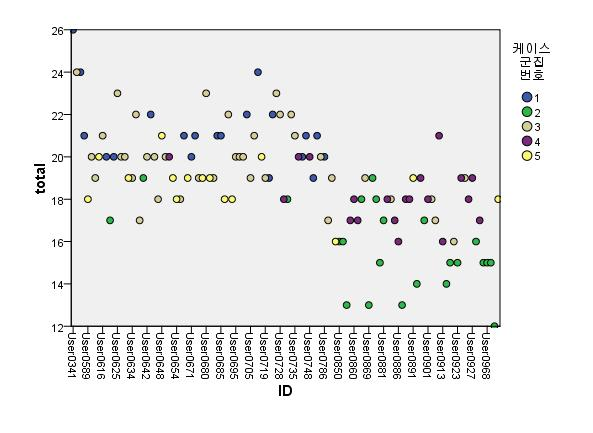 케이스
군집
번호
1
2
3
4
5
total
26
24
22
20
18
16
14
12
User0341
User0589
User0616
User0625
User0634
User0642
User0648
User0654
User0671
User0680
User0685
User0695
User0705
User0719
User0728
User0735
User0748
User0786
User0850
User0860
User0869
User0881
User0886
User0891
User0901
User0913
User0923
User0927
User0968
ID